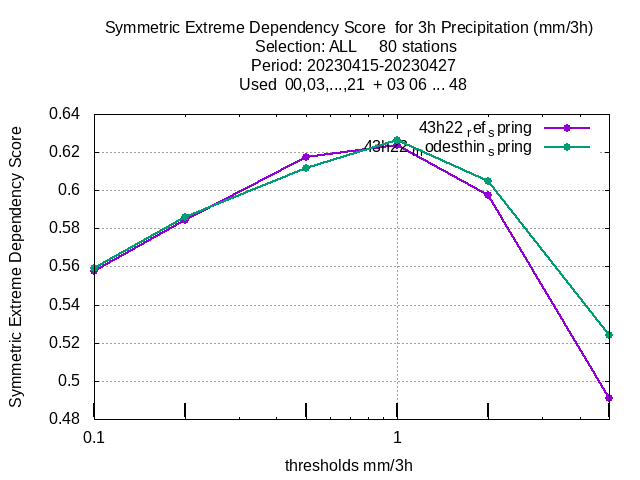 Symmetric Extreme Dependency Score  for 3h Precipitation (mm/3h)
Selection: ALL     80 stations
Period: 20230415-20230427
Used  00,03,...,21  + 03 06 ... 48
43h22 ref spring
43h22 modesthin spring
Symmetric Extreme Dependency Score
0.64
0.62
0.6
0.58
0.56
0.54
0.52
0.5
0.48
0.1
1
thresholds mm/3h